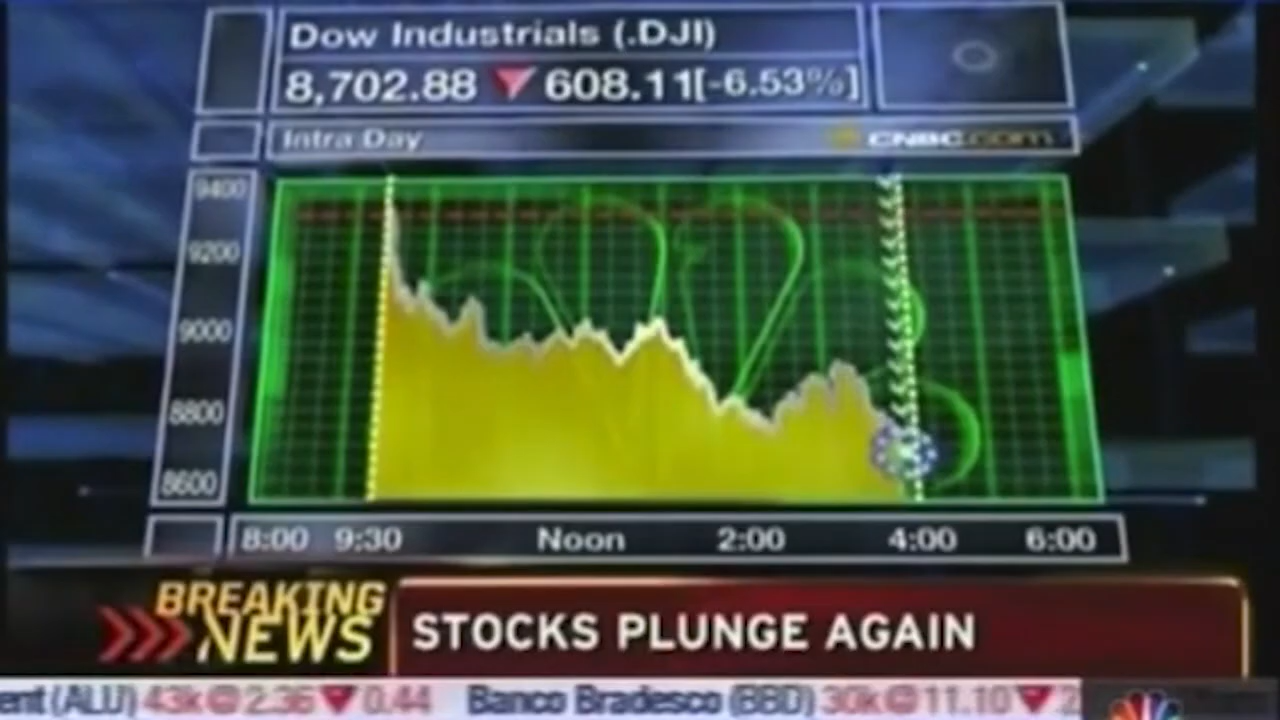 Dow Industrials (.DJI)
8,702.88 ▼ 608.11[-6.53%]
Intra Day
CNBC.com
9400
9200
9000
8800
8600
8:00 9:30 Noon 2:00 4:00 6:00
BREAKING
NEWS
STOCKS PLUNGE AGAIN
ent (ALU) 43k@2.36▼0.44 Banco Bradesco (BBD) 30k@11.10▼2